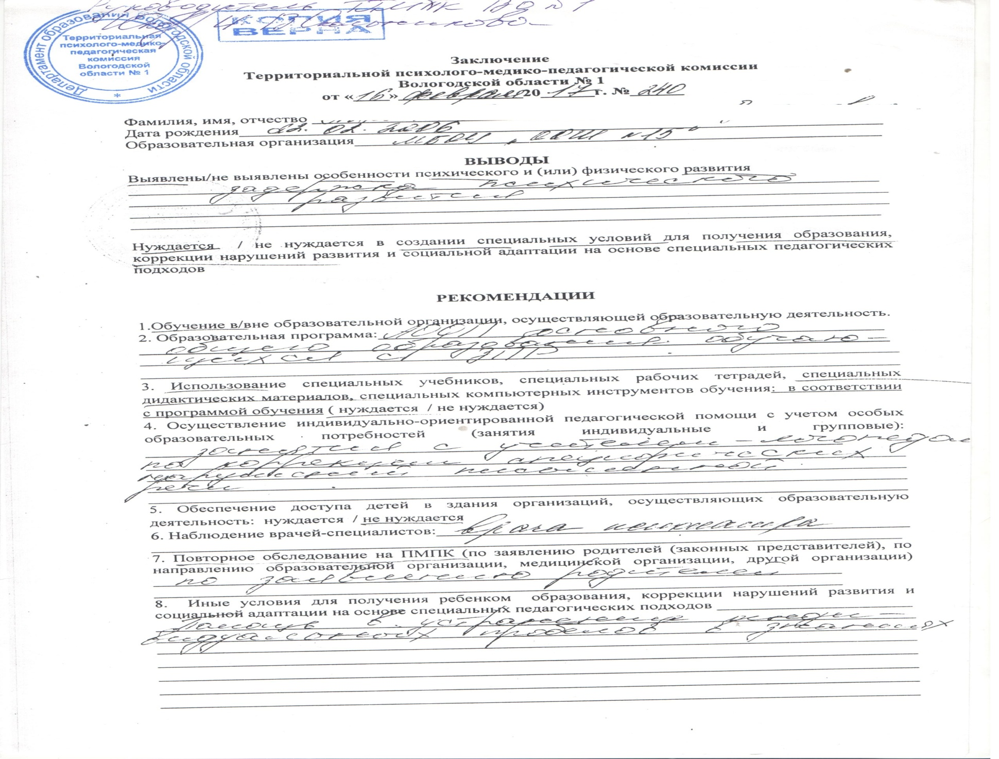 Руководитель ТПМПК ВО №1
КОПИЯ
ВЕРНА
Департамент образования Вологодской области
Территориальная
психолого-медико-
педагогическая
комиссия
Вологодской
области № 1
Заключение
Территориальной психолого-медико-педагогической комиссии
Вологодской области № 1
от «16» февраля 2017 г. № 240
Фамилия, имя, отчество
Дата рождения 22. 02. 2006
Образовательная организация МБОУ „ООШ №15"
ВЫВОДЫ
Выявлены/не выявлены особенности психического и (или) физического развития
задержка психического
развития
Нуждается / не нуждается в создании специальных условий для получения образования,
коррекции нарушений развития и социальной адаптации на основе специальных педагогических
подходов
РЕКОМЕНДАЦИИ
1.Обучение в/вне образовательной организации, осуществляющей образовательную деятельность.
2. Образовательная программа: АООП основного
общего образования обучаю-
щихся с ЗПР
3. Использование специальных учебников, специальных рабочих тетрадей, специальных
дидактических материалов, специальных компьютерных инструментов обучения: в соответствии
с программой обучения ( нуждается / не нуждается)
4. Осуществление индивидуально-ориентированной педагогической помощи с учетом особых
образовательных потребностей (занятия индивидуальные и групповые):
занятия с учителем-логопедом
по коррекции специфических
нарушений письменной
речи
5. Обеспечение доступа детей в здания организаций, осуществляющих образовательную
деятельность: нуждается / не нуждается
6. Наблюдение врачей-специалистов: врача психиатра
7. Повторное обследование на ПМПК (по заявлению родителей (законных представителей), по
направлению образовательной организации, медицинской организации, другой организации)
по заявлению родителей
8. Иные условия для получения ребенком образования, коррекции нарушений развития и
социальной адаптации на основе специальных педагогических подходов
Помощь в устранении индиви-
видуальных пробелов в знаниях